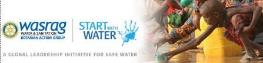 wasrag
WATER & SANITATION
ROTARIAN ACTION GROUP
START WITH
WATER
A GLOBAL LEADERSHIP INITIATIVE FOR SAFE WATER